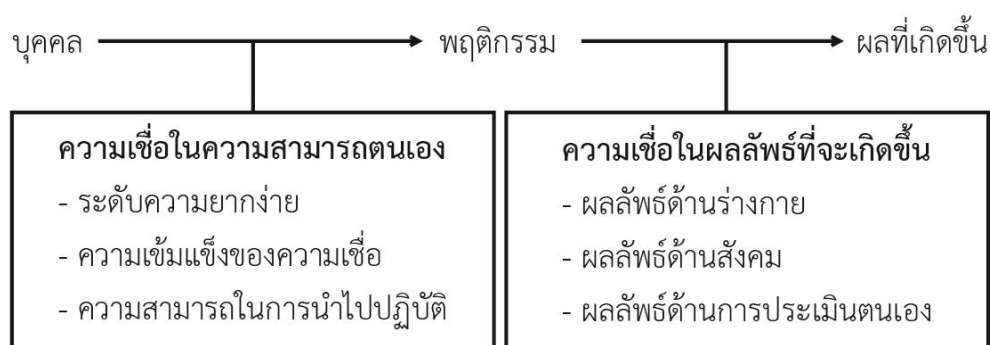 บุคคล พฤติกรรม ผลที่เกิดขึ้น
ความเชื่อในความสามารถตนเอง
- ระดับความยากง่าย
- ความเข้มแข็งของความเชื่อ
- ความสามารถในการนำไปปฏิบัติ
ความเชื่อในผลลัพธ์ที่จะเกิดขึ้น
- ผลลัพธ์ด้านร่างกาย
- ผลลัพธ์ด้านสังคม
- ผลลัพธ์ด้านการประเมินตนเอง